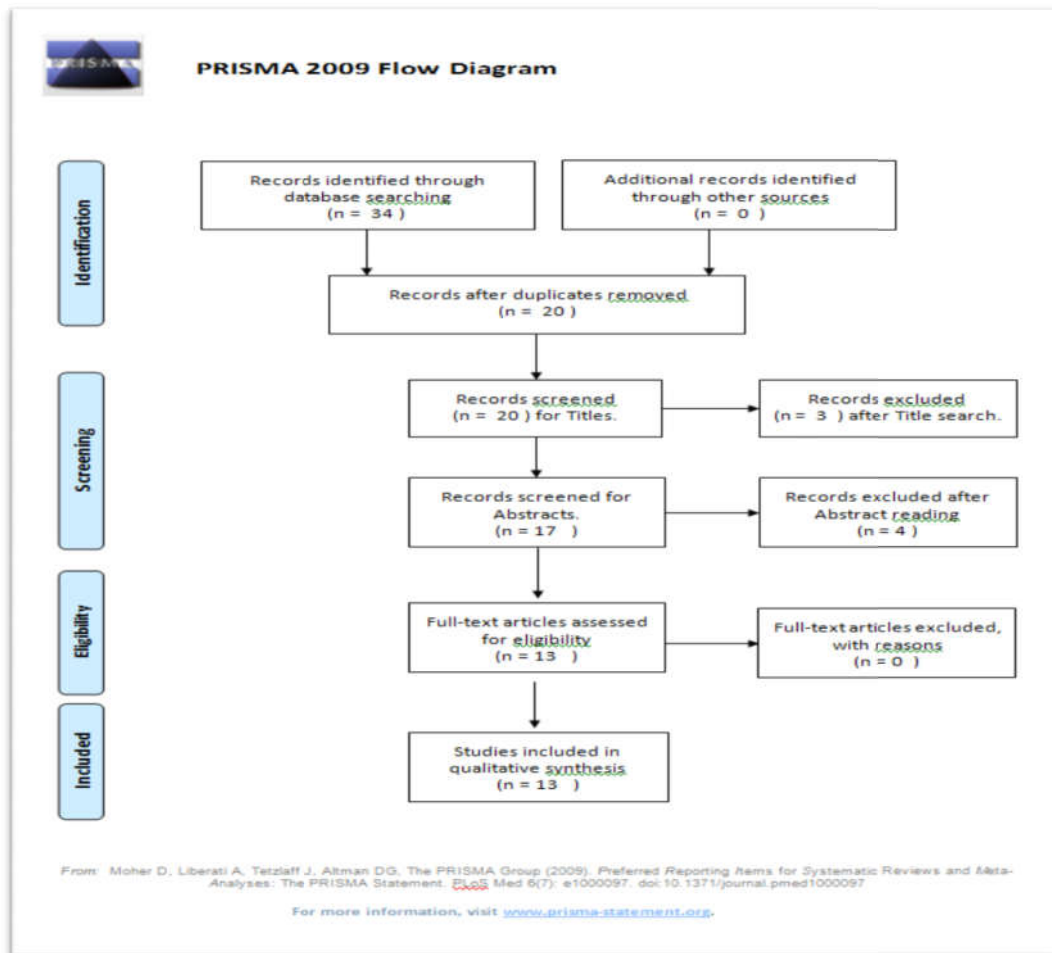 PRISMA
PRISMA 2009 Flow Diagram
Identification
Records identified through
database searching
(n = 34 )
Additional records identified
through other sources
(n = 0 )
Records after duplicates removed
(n = 20 )
Screening
Records screened
(n = 20 ) for Titles.
Records excluded
(n = 3 ) after Title search.
Records screened for
Abstracts.
(n = 17 )
Records excluded after
Abstract reading
(n = 4 )
Eligibility
Full-text articles assessed
for eligibility
(n = 13 )
Full-text articles excluded,
with reasons
(n = 0 )
Included
Studies included in
qualitative synthesis
(n = 13 )
From: Moher D, Liberati A, Tetzlaff J, Altman DG, The PRISMA Group (2009). Preferred Reporting Items for Systematic Reviews and Meta-
Analyses: The PRISMA Statement. PLoS Med 6(7): e1000097. doi:10.1371/journal.pmed1000097
For more information, visit www.prisma-statement.org.